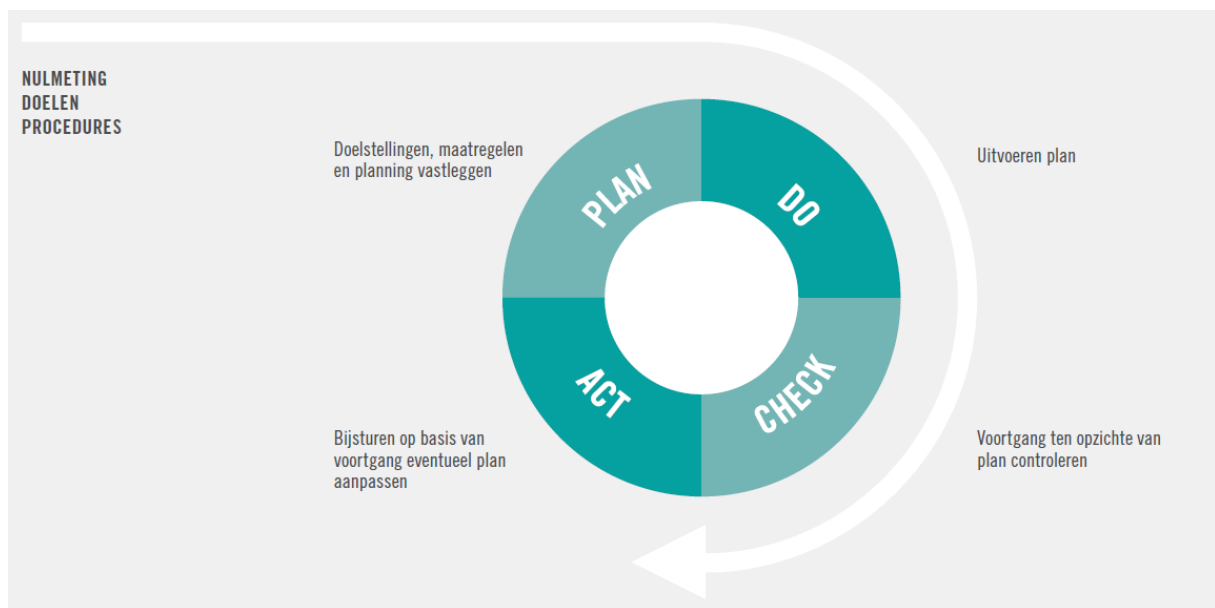 NULMETING
DOELEN
PROCEDURES
Doelstellingen, maatregelen
en planning vastleggen
PLAN
DO
Uitvoeren plan
ACT
CHECK
Bijsturen op basis van
voortgang eventueel plan
aanpassen
Voortgang ten opzichte van
plan controleren